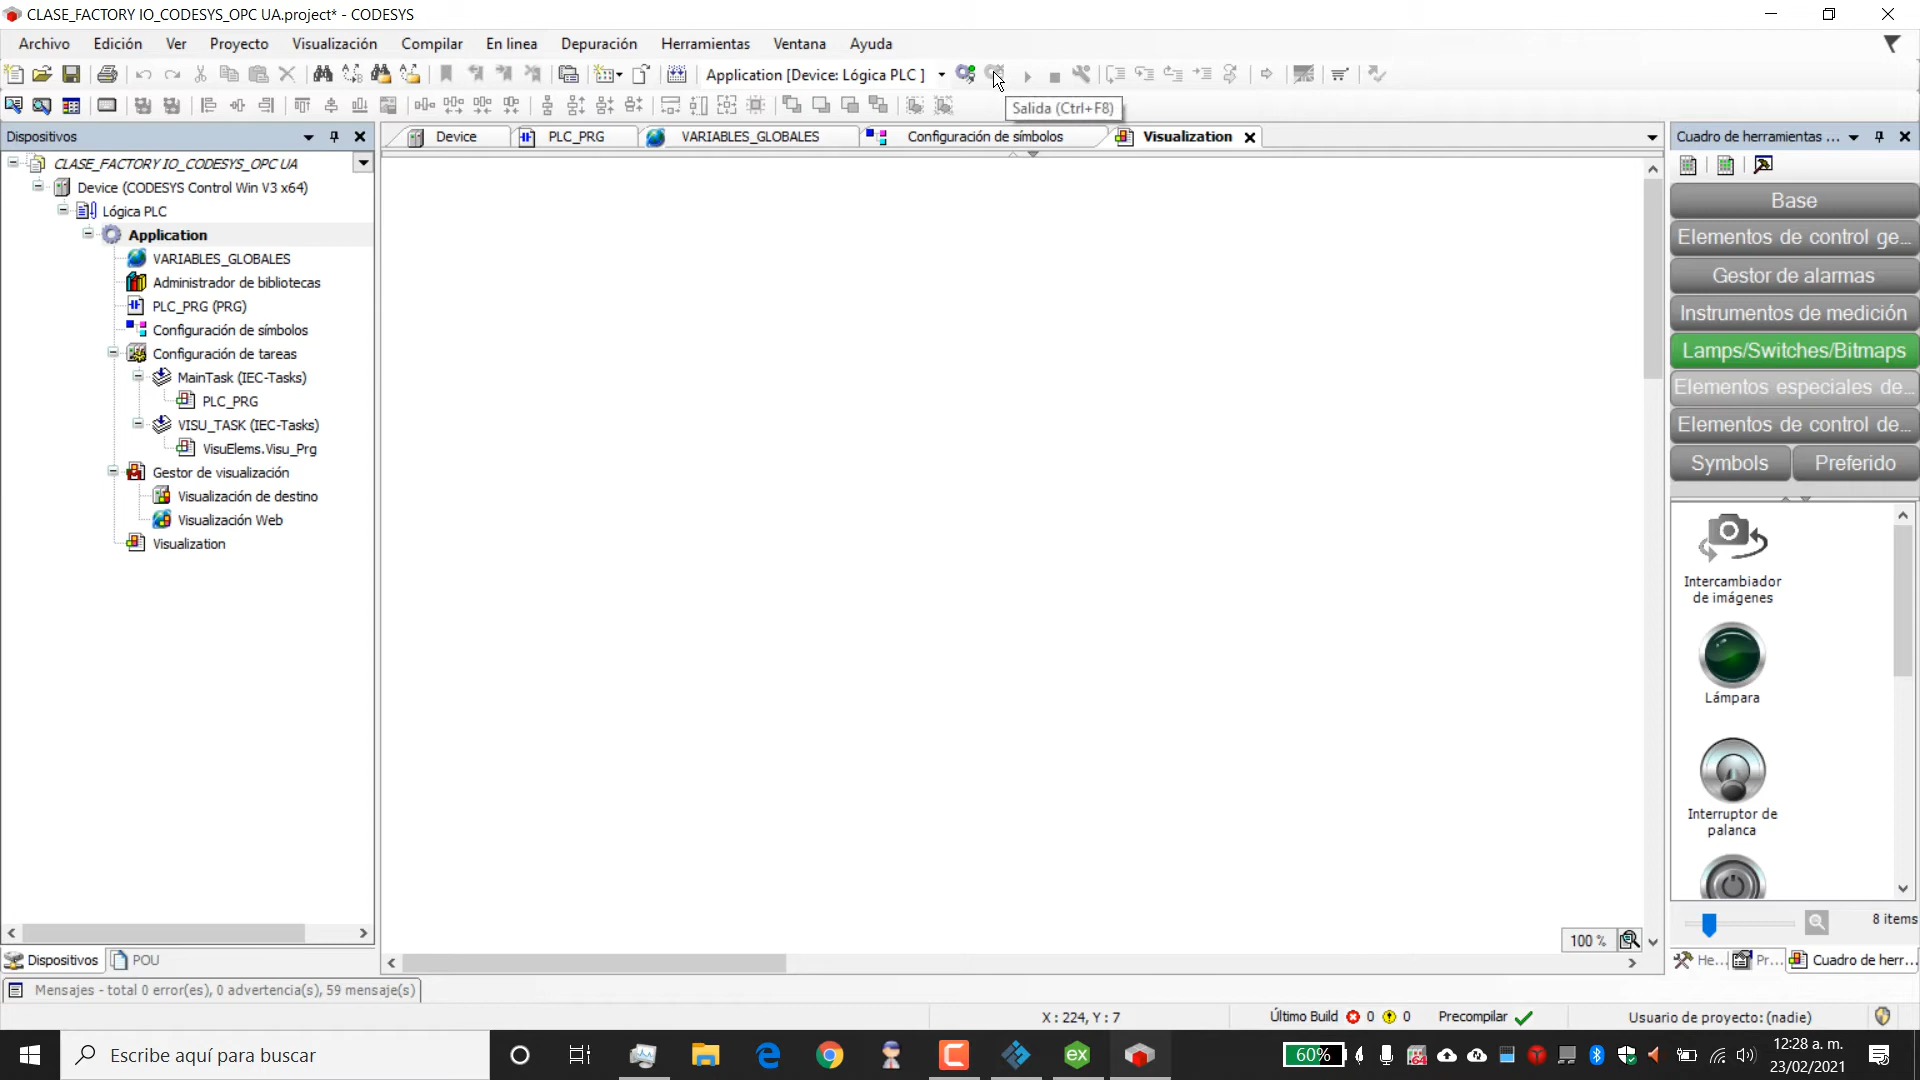 CLASE_FACTORY IO_CODESYS_OPC UA.project* - CODESYS
Archivo Edición Ver Proyecto Visualización Compilar En linea Depuración Herramientas Ventana Ayuda
Application [Device: Lógica PLC ]
Salida (Ctrl+F8)
Dispositivos
Device PLC_PRG VARIABLES_GLOBALES Configuración de símbolos Visualization
Cuadro de herramientas ...
CLASE_FACTORY IO_CODESYS_OPC UA
Device (CODESYS Control Win V3 x64)
Lógica PLC
Application
VARIABLES_GLOBALES
Administrador de bibliotecas
PLC_PRG (PRG)
Configuración de símbolos
Configuración de tareas
MainTask (IEC-Tasks)
PLC_PRG
VISU_TASK (IEC-Tasks)
VisuElems.Visu_Prg
Gestor de visualización
Visualización de destino
Visualización Web
Visualization
Base
Elementos de control ge...
Gestor de alarmas
Instrumentos de medición
Lamps/Switches/Bitmaps
Elementos especiales de...
Elementos de control de...
Symbols Preferido
Intercambiador
de imágenes
Lámpara
Interruptor de
palanca
8 items
100 %
Dispositivos POU
He... Pr... Cuadro de herr...
Mensajes - total 0 error(es), 0 advertencia(s), 59 mensaje(s)
X : 224, Y : 7
Último Build 0 0 Precompilar
Usuario de proyecto: (nadie)
Escribe aquí para buscar
ex
60%
64
12:28 a. m.
23/02/2021